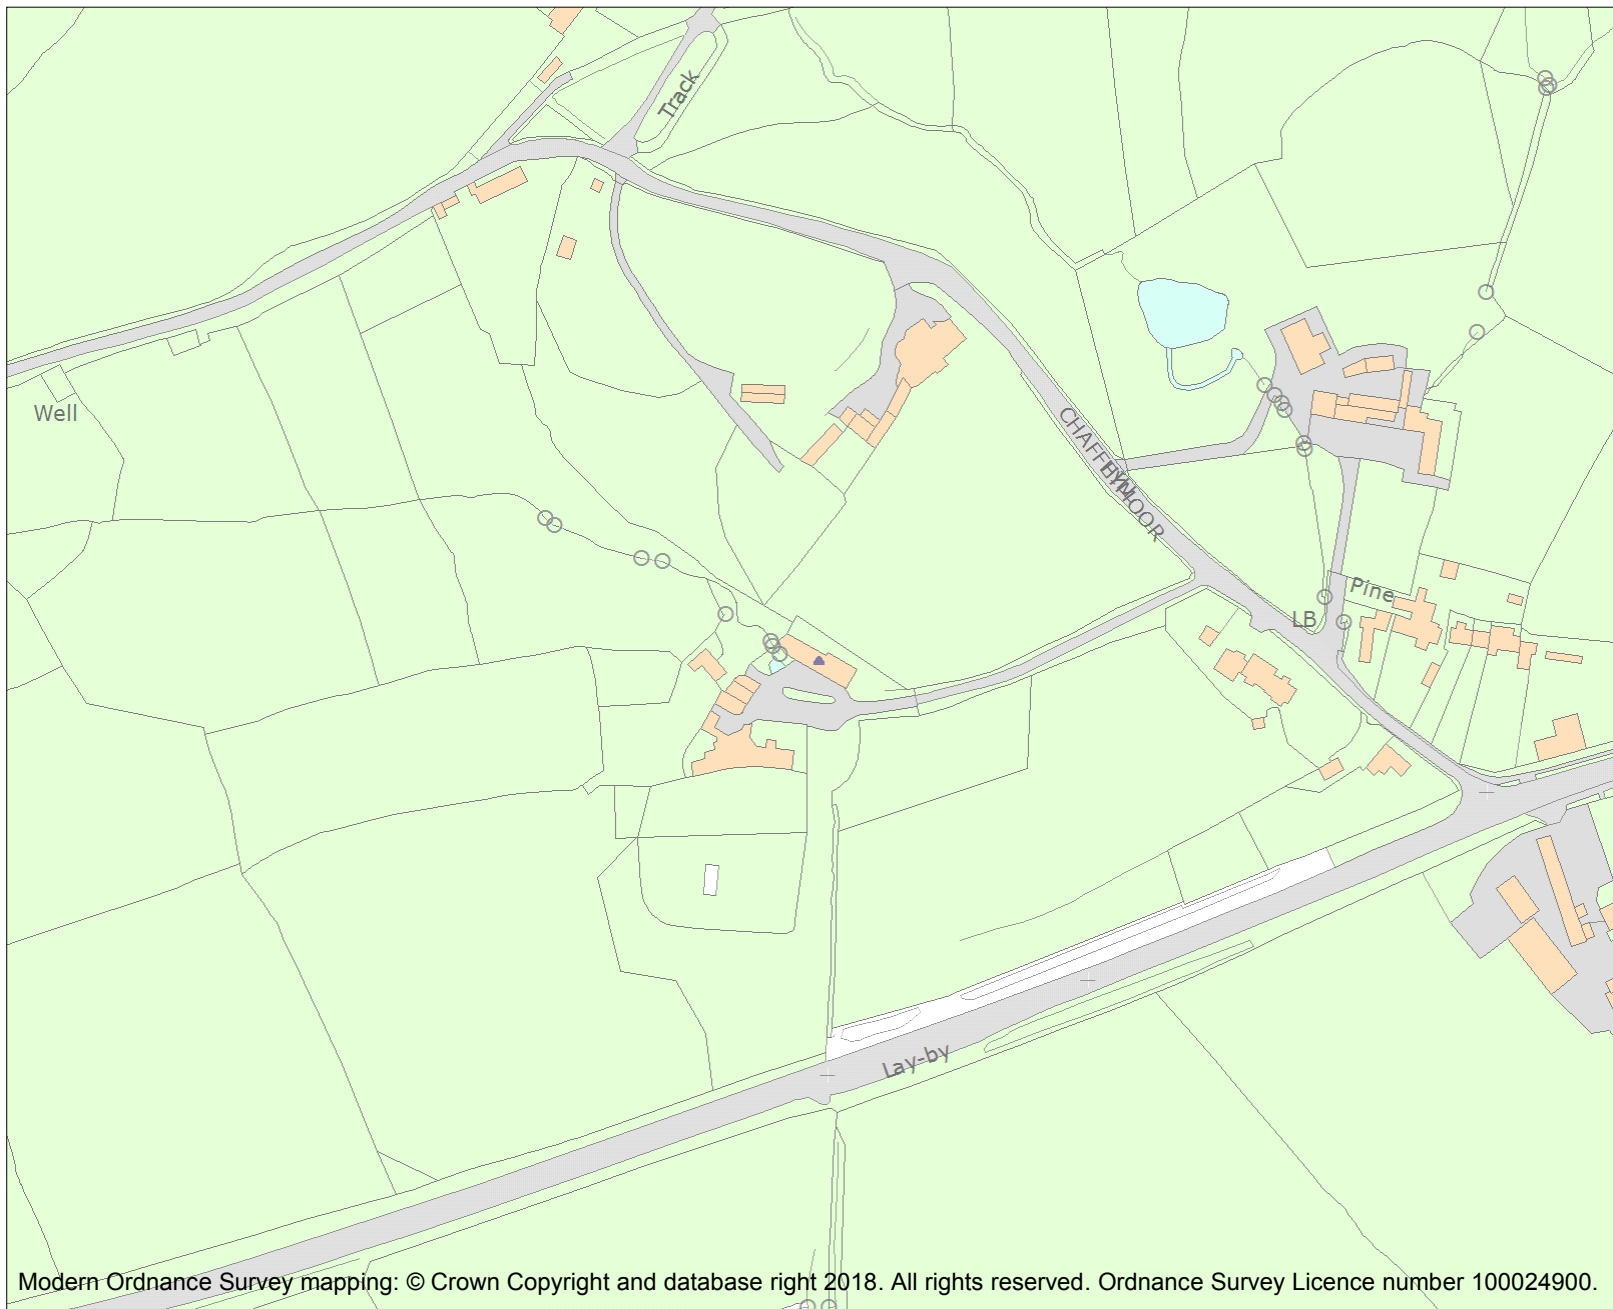 Track
Well
CHAFFEYMOOR
Pine
LB
Lay-by
Modern Ordnance Survey mapping: © Crown Copyright and database right 2018. All rights reserved. Ordnance Survey Licence number 100024900.